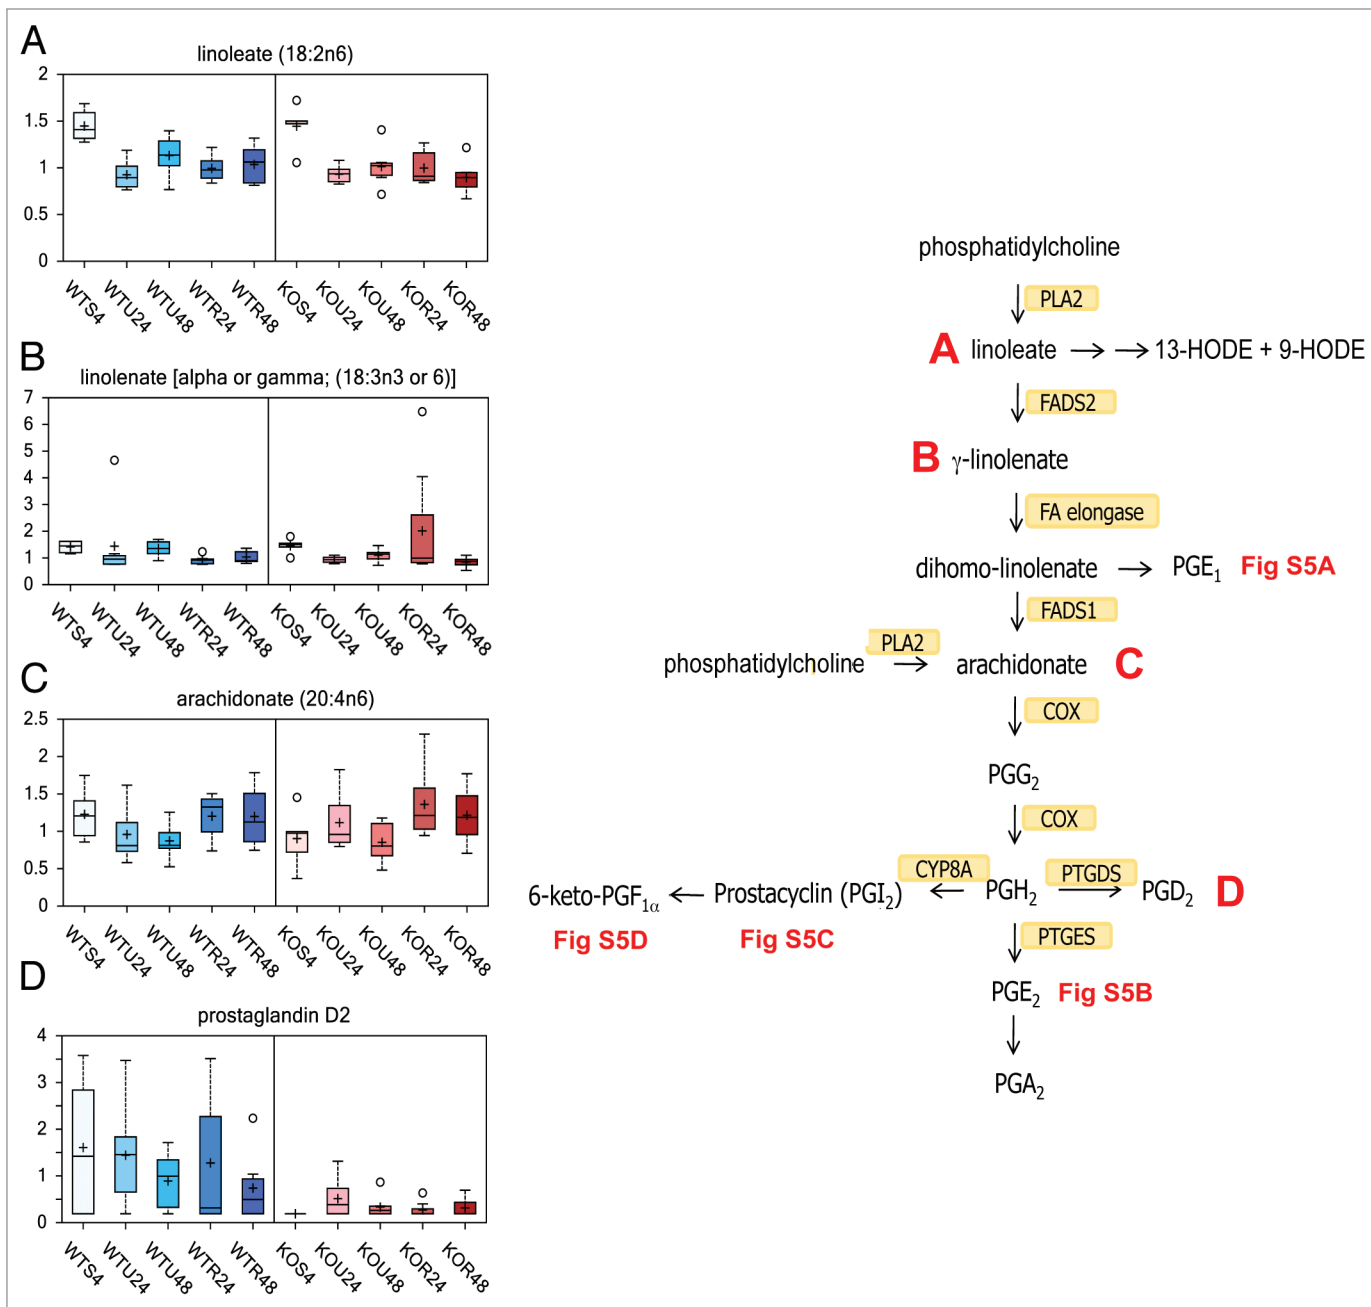 A
linoleate (18:2n6)
2
1.5
1
0.5
0
WTS4 WTU24 WTU48 WTR24 WTR48 KOS4 KOU24 KOU48 KOR24 KOR48
B
linolenate [alpha or gamma; (18:3n3 or 6)]
7
6
5
4
3
2
1
0
WTS4 WTU24 WTU48 WTR24 WTR48 KOS4 KOU24 KOU48 KOR24 KOR48
C
arachidonate (20:4n6)
2.5
2
1.5
1
0.5
0
WTS4 WTU24 WTU48 WTR24 WTR48 KOS4 KOU24 KOU48 KOR24 KOR48
D
prostaglandin D2
4
3
2
1
0
WTS4 WTU24 WTU48 WTR24 WTR48 KOS4 KOU24 KOU48 KOR24 KOR48
phosphatidylcholine
PLA2
A linoleate → → 13-HODE + 9-HODE
FADS2
B γ-linolenate
FA elongase
dihomo-linolenate → PGE1 Fig S5A
FADS1
PLA2
phosphatidylcholine → arachidonate C
COX
PGG2
COX
CYP8A PTGDS
6-keto-PGF1α ← Prostacyclin (PGI2) ← PGH2 → PGD2 D
Fig S5D Fig S5C PTGES
PGE2 Fig S5B
PGA2